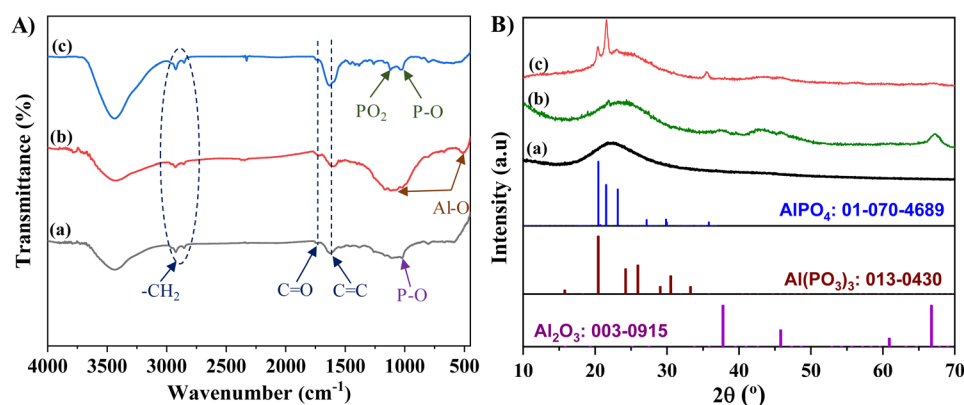 A)
(c)
PO₂
P-O
(b)
Al-O
(a)
-CH₂
C=O
C=C
P-O
Transmittance (%)
4000 3500 3000 2500 2000 1500 1000 500
Wavenumber (cm⁻¹)
B)
(c)
(b)
(a)
AlPO₄: 01-070-4689
Al(PO₃)₃: 013-0430
Al₂O₃: 003-0915
Intensity (a.u)
10 20 30 40 50 60 70
2θ (º)